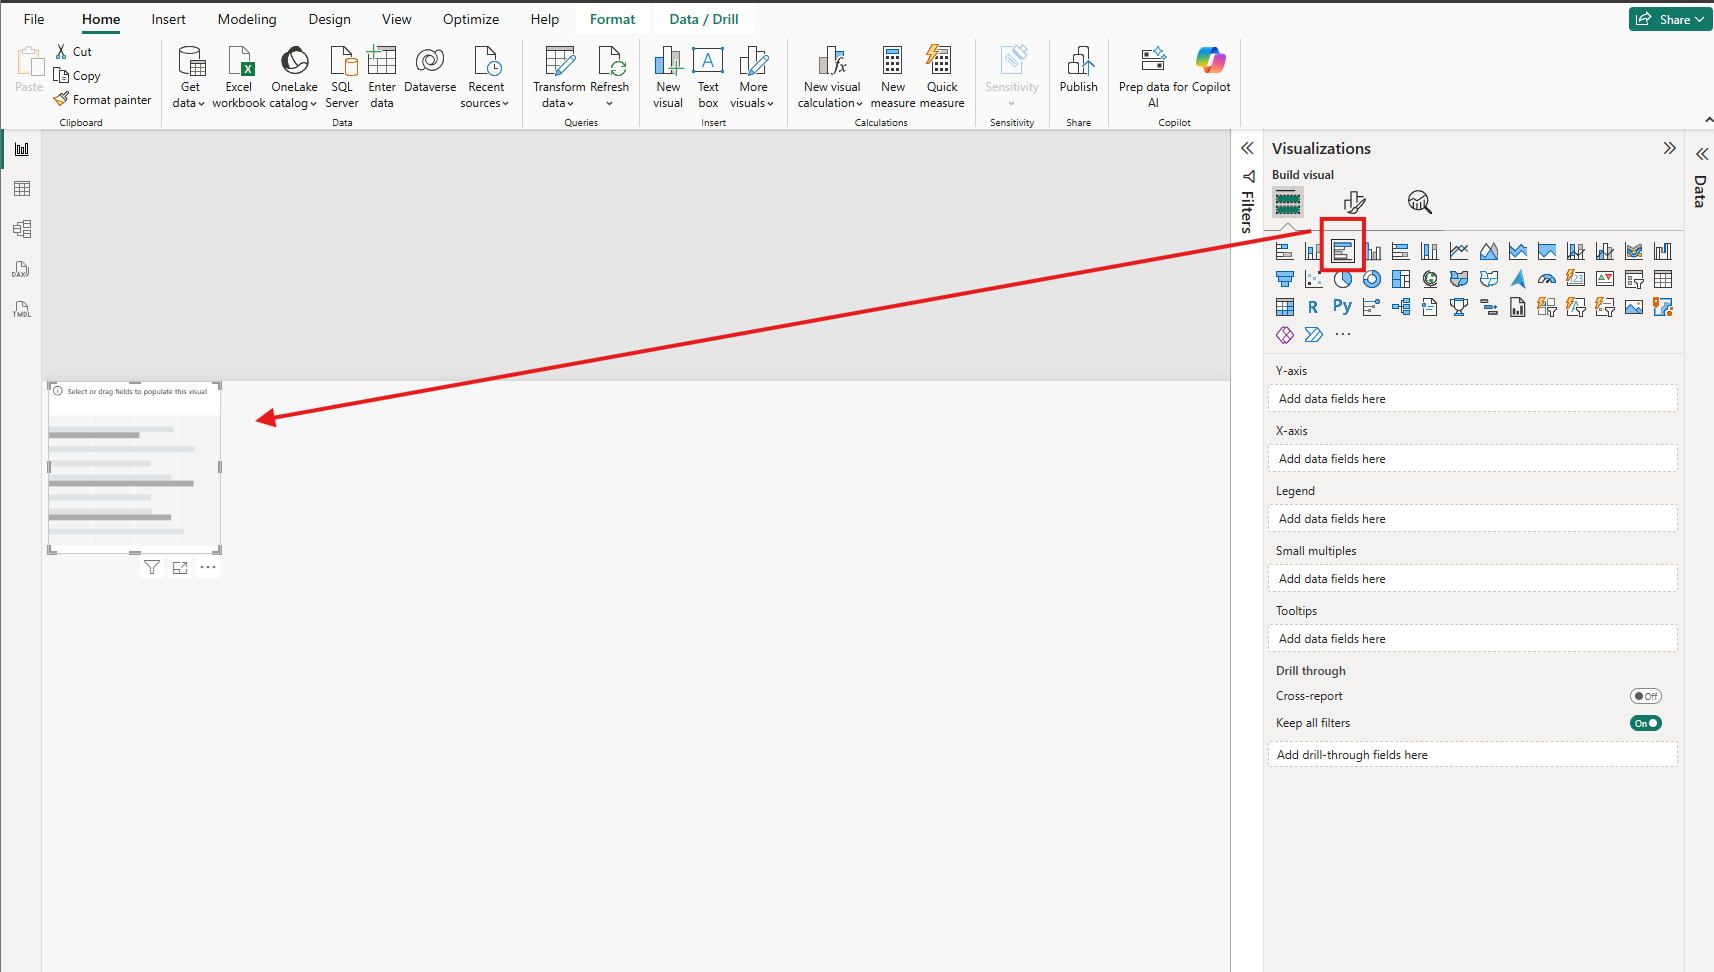 File Home Insert Modeling Design View Optimize Help Format Data / Drill Share
Paste
Cut
Copy
Format painter
Clipboard
Get data
Excel workbook
OneLake catalog
SQL Server
Enter data
Dataverse
Recent sources
Data
Transform data
Refresh
Queries
New visual
Text box
More visuals
Insert
New visual calculation
New measure
Quick measure
Calculations
Sensitivity
Sensitivity
Publish
Share
Prep data for AI
Copilot
Copilot
DAX
TMDL
Select or drag fields to populate this visual
Filters
Visualizations
Build visual
123
R
Py
Y-axis
Add data fields here
X-axis
Add data fields here
Legend
Add data fields here
Small multiples
Add data fields here
Tooltips
Add data fields here
Drill through
Cross-report Off
Keep all filters On
Add drill-through fields here
Data